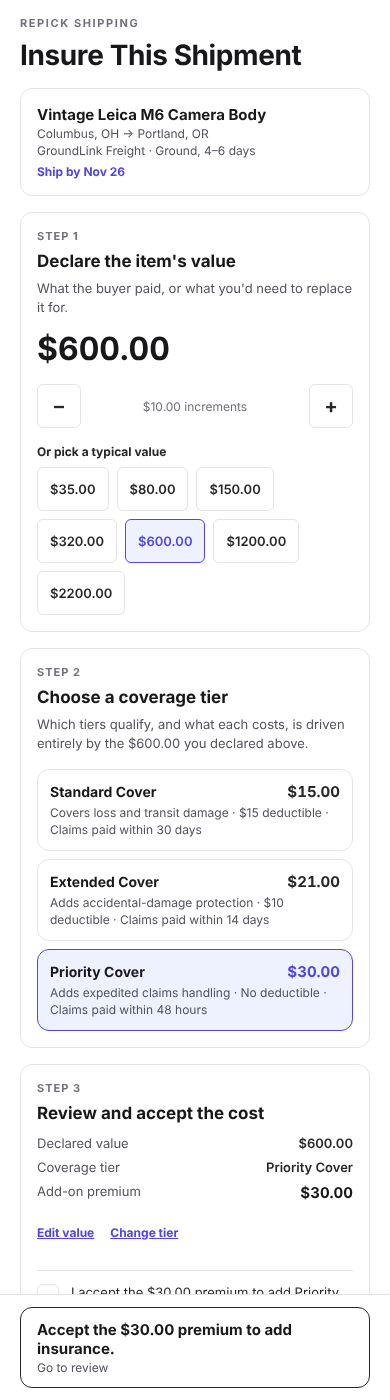 REPICK SHIPPING
Insure This Shipment
Vintage Leica M6 Camera Body
Columbus, OH → Portland, OR
GroundLink Freight · Ground, 4–6 days
Ship by Nov 26
STEP 1
Declare the item's value
What the buyer paid, or what you'd need to replace
it for.
$600.00
− $10.00 increments +
Or pick a typical value
$35.00 $80.00 $150.00
$320.00 $600.00 $1200.00
$2200.00
STEP 2
Choose a coverage tier
Which tiers qualify, and what each costs, is driven
entirely by the $600.00 you declared above.
Standard Cover $15.00
Covers loss and transit damage · $15 deductible ·
Claims paid within 30 days
Extended Cover $21.00
Adds accidental-damage protection · $10
deductible · Claims paid within 14 days
Priority Cover $30.00
Adds expedited claims handling · No deductible ·
Claims paid within 48 hours
STEP 3
Review and accept the cost
Declared value $600.00
Coverage tier Priority Cover
Add-on premium $30.00
Edit value Change tier
I accept the $30.00 premium to add Priority
Accept the $30.00 premium to add
insurance.
Go to review